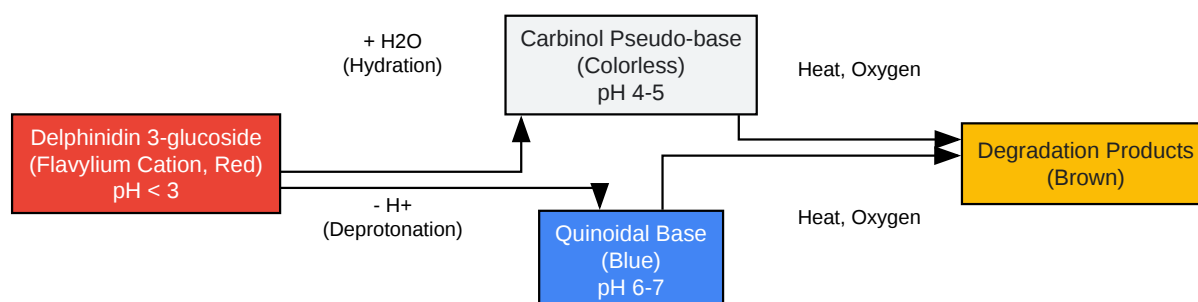 Delphinidin 3-glucoside
(Flavylium Cation, Red)
pH < 3
+ H2O
(Hydration)
- H+
(Deprotonation)
Carbinol Pseudo-base
(Colorless)
pH 4-5
Quinoidal Base
(Blue)
pH 6-7
Heat, Oxygen
Heat, Oxygen
Degradation Products
(Brown)